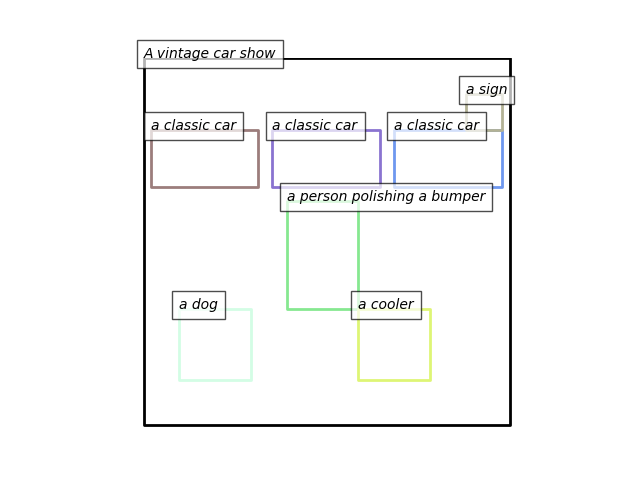 A vintage car show
a sign
a classic car
a classic car
a classic car
a person polishing a bumper
a dog
a cooler